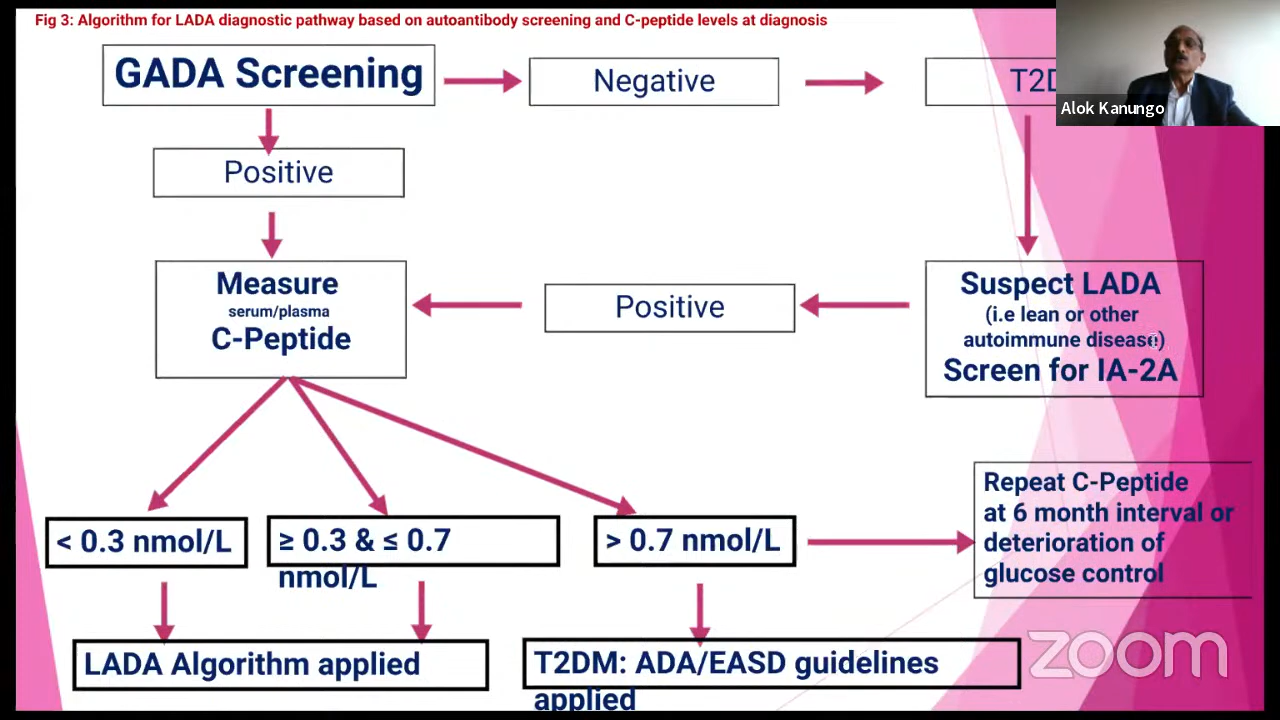 Fig 3: Algorithm for LADA diagnostic pathway based on autoantibody screening and C-peptide levels at diagnosis
GADA Screening
Negative
T2D
Alok Kanungo
Positive
Measure
serum/plasma
C-Peptide
Positive
Suspect LADA
(i.e lean or other
autoimmune disease)
Screen for IA-2A
Repeat C-Peptide
at 6 month interval or
deterioration of
glucose control
< 0.3 nmol/L
≥ 0.3 & ≤ 0.7
nmol/L
> 0.7 nmol/L
LADA Algorithm applied
T2DM: ADA/EASD guidelines
applied
zoom